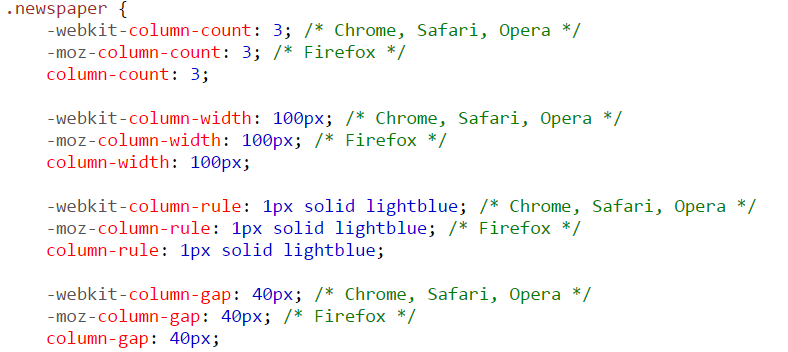 .newspaper {
-webkit-column-count: 3; /* Chrome, Safari, Opera */
-moz-column-count: 3; /* Firefox */
column-count: 3;
-webkit-column-width: 100px; /* Chrome, Safari, Opera */
-moz-column-width: 100px; /* Firefox */
column-width: 100px;
-webkit-column-rule: 1px solid lightblue; /* Chrome, Safari, Opera */
-moz-column-rule: 1px solid lightblue; /* Firefox */
column-rule: 1px solid lightblue;
-webkit-column-gap: 40px; /* Chrome, Safari, Opera */
-moz-column-gap: 40px; /* Firefox */
column-gap: 40px;